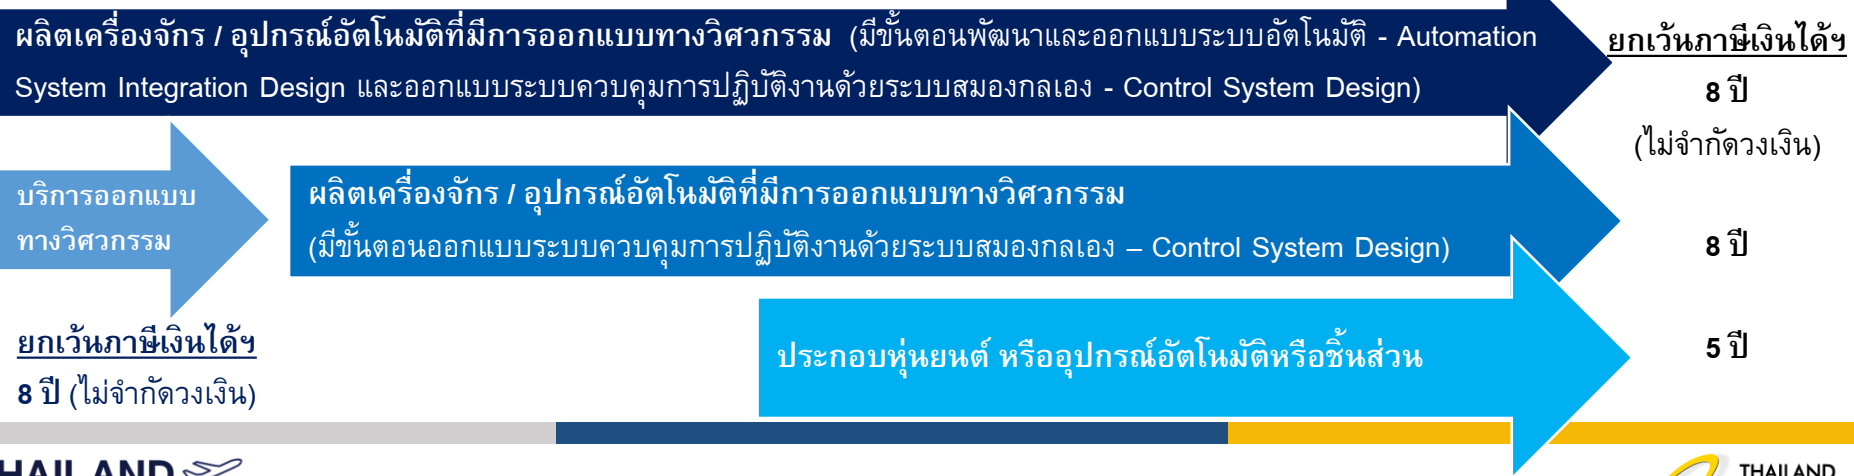 ผลิตเครื่องจักร / อุปกรณ์อัตโนมัติที่มีการออกแบบทางวิศวกรรม (มีขั้นตอนพัฒนาและออกแบบระบบอัตโนมัติ - Automation
System Integration Design และออกแบบระบบควบคุมการปฏิบัติงานด้วยระบบสมองกลเอง - Control System Design)
ยกเว้นภาษีเงินได้ฯ
8 ปี
(ไม่จำกัดวงเงิน)
บริการออกแบบ
ทางวิศวกรรม
ผลิตเครื่องจักร / อุปกรณ์อัตโนมัติที่มีการออกแบบทางวิศวกรรม
(มีขั้นตอนออกแบบระบบควบคุมการปฏิบัติงานด้วยระบบสมองกลเอง – Control System Design)
8 ปี
ยกเว้นภาษีเงินได้ฯ
8 ปี (ไม่จำกัดวงเงิน)
ประกอบหุ่นยนต์ หรืออุปกรณ์อัตโนมัติหรือชิ้นส่วน
5 ปี
HAILAND
THAILAND